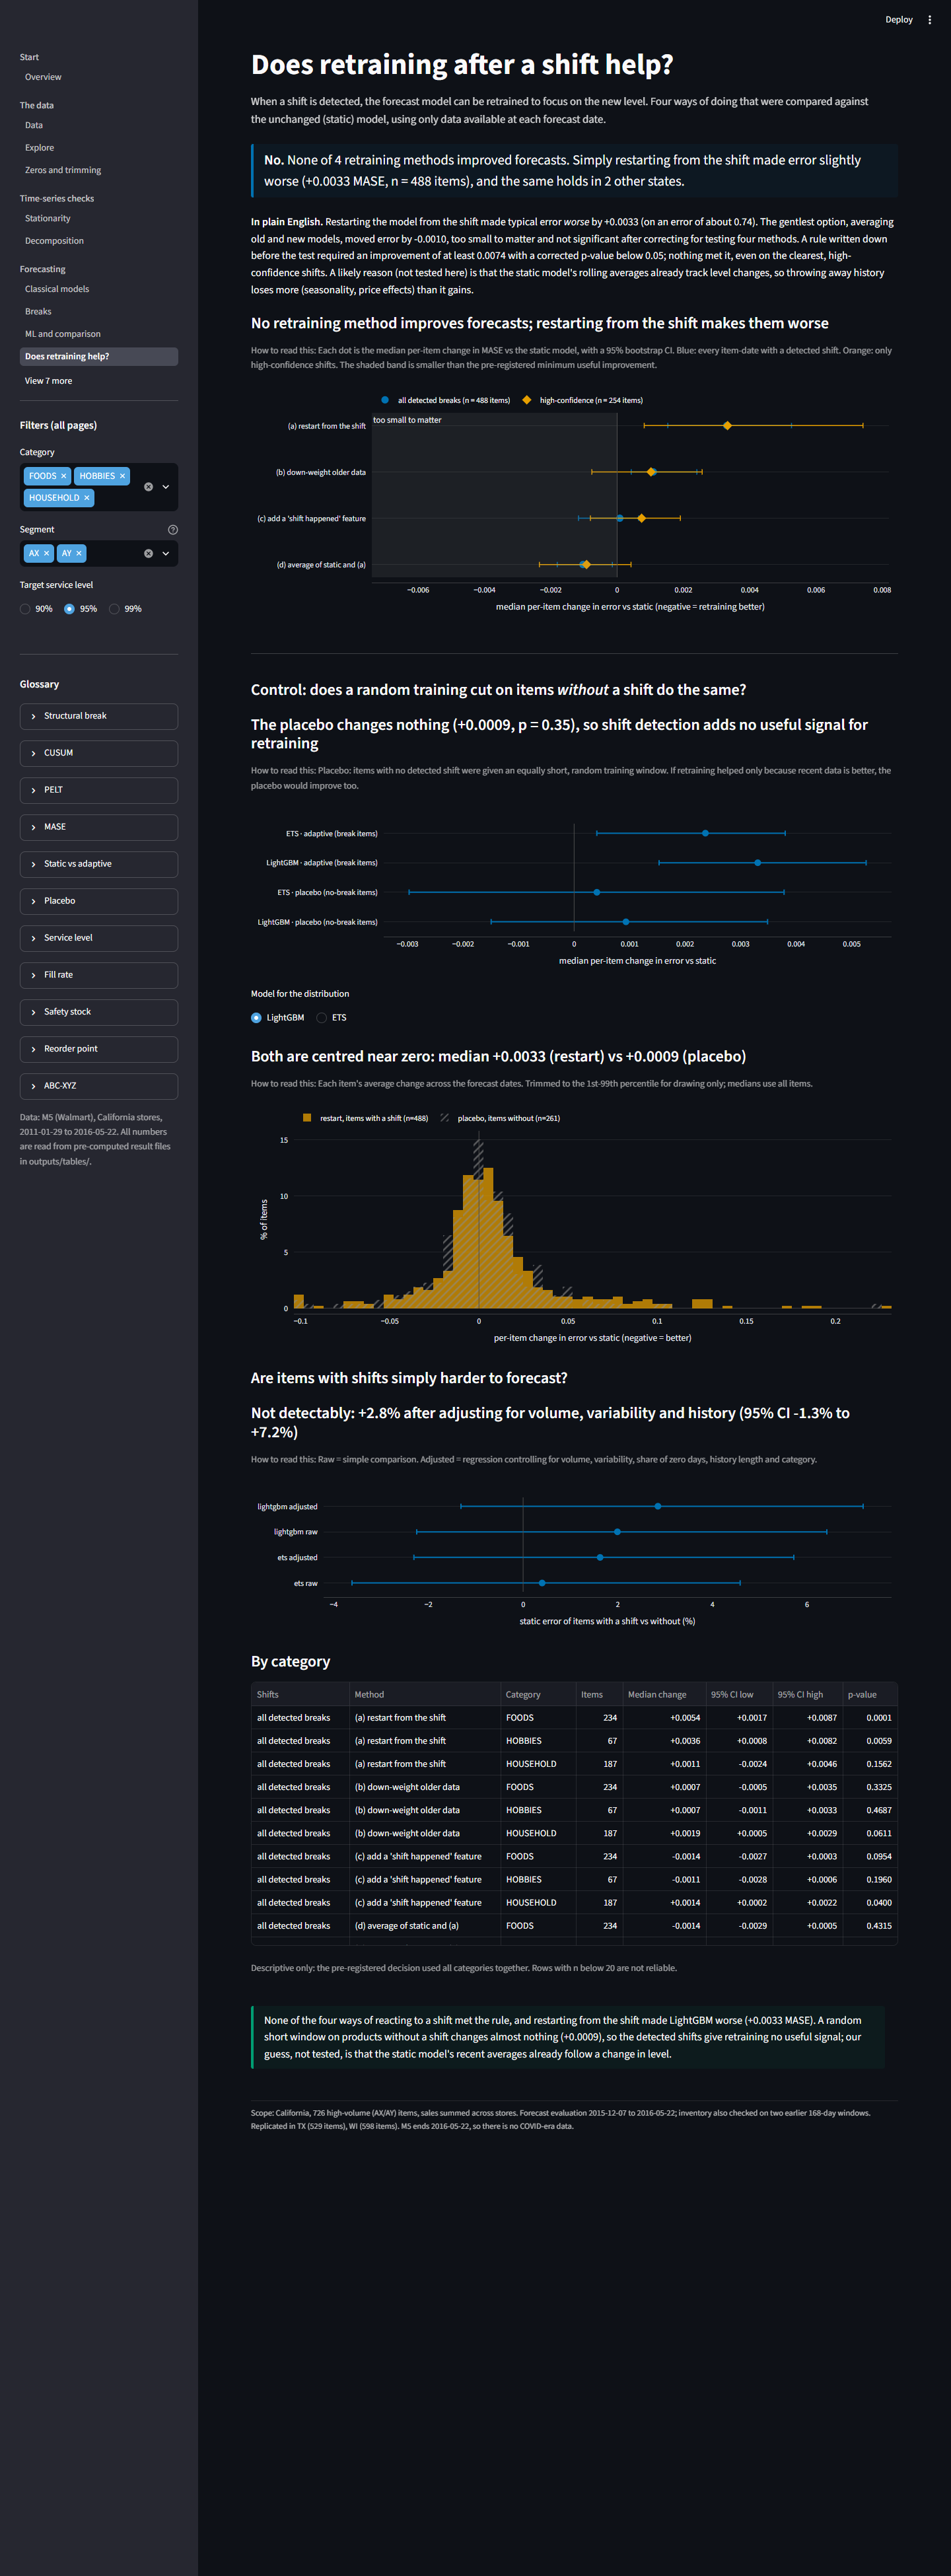 Deploy
Start
Overview
The data
Data
Explore
Zeros and trimming
Time-series checks
Stationarity
Decomposition
Forecasting
Classical models
Breaks
ML and comparison
Does retraining help?
View 7 more
Filters (all pages)
Category
FOODS × HOBBIES ×
HOUSEHOLD ×
Segment
AX × AY ×
Target service level
90% 95% 99%
Glossary
Structural break
CUSUM
PELT
MASE
Static vs adaptive
Placebo
Service level
Fill rate
Safety stock
Reorder point
ABC-XYZ
Data: M5 (Walmart), California stores,
2011-01-29 to 2016-05-22. All numbers
are read from pre-computed result files
in outputs/tables/.
Does retraining after a shift help?
When a shift is detected, the forecast model can be retrained to focus on the new level. Four ways of doing that were compared against
the unchanged (static) model, using only data available at each forecast date.
No. None of 4 retraining methods improved forecasts. Simply restarting from the shift made error slightly
worse (+0.0033 MASE, n = 488 items), and the same holds in 2 other states.
In plain English. Restarting the model from the shift made typical error worse by +0.0033 (on an error of about 0.74). The gentlest option, averaging
old and new models, moved error by -0.0010, too small to matter and not significant after correcting for testing four methods. A rule written down
before the test required an improvement of at least 0.0074 with a corrected p-value below 0.05; nothing met it, even on the clearest, high-
confidence shifts. A likely reason (not tested here) is that the static model's rolling averages already track level changes, so throwing away history
loses more (seasonality, price effects) than it gains.
No retraining method improves forecasts; restarting from the shift makes them worse
How to read this: Each dot is the median per-item change in MASE vs the static model, with a 95% bootstrap CI. Blue: every item-date with a detected shift. Orange: only
high-confidence shifts. The shaded band is smaller than the pre-registered minimum useful improvement.
all detected breaks (n = 488 items) high-confidence (n = 254 items)
too small to matter
(a) restart from the shift
(b) down-weight older data
(c) add a 'shift happened' feature
(d) average of static and (a)
−0.006 −0.004 −0.002 0 0.002 0.004 0.006 0.008
median per-item change in error vs static (negative = retraining better)
Control: does a random training cut on items without a shift do the same?
The placebo changes nothing (+0.0009, p = 0.35), so shift detection adds no useful signal for
retraining
How to read this: Placebo: items with no detected shift were given an equally short, random training window. If retraining helped only because recent data is better, the
placebo would improve too.
ETS · adaptive (break items)
LightGBM · adaptive (break items)
ETS · placebo (no-break items)
LightGBM · placebo (no-break items)
−0.003 −0.002 −0.001 0 0.001 0.002 0.003 0.004 0.005
median per-item change in error vs static
Model for the distribution
LightGBM ETS
Both are centred near zero: median +0.0033 (restart) vs +0.0009 (placebo)
How to read this: Each item's average change across the forecast dates. Trimmed to the 1st-99th percentile for drawing only; medians use all items.
restart, items with a shift (n=488) placebo, items without (n=261)
15
10
5
0
% of items
−0.1 −0.05 0 0.05 0.1 0.15 0.2
per-item change in error vs static (negative = better)
Are items with shifts simply harder to forecast?
Not detectably: +2.8% after adjusting for volume, variability and history (95% CI -1.3% to
+7.2%)
How to read this: Raw = simple comparison. Adjusted = regression controlling for volume, variability, share of zero days, history length and category.
lightgbm adjusted
lightgbm raw
ets adjusted
ets raw
−4 −2 0 2 4 6
static error of items with a shift vs without (%)
By category
Shifts Method Category Items Median change 95% CI low 95% CI high p-value
all detected breaks (a) restart from the shift FOODS 234 +0.0054 +0.0017 +0.0087 0.0001
all detected breaks (a) restart from the shift HOBBIES 67 +0.0036 +0.0008 +0.0082 0.0059
all detected breaks (a) restart from the shift HOUSEHOLD 187 +0.0011 -0.0024 +0.0046 0.1562
all detected breaks (b) down-weight older data FOODS 234 +0.0007 -0.0005 +0.0035 0.3325
all detected breaks (b) down-weight older data HOBBIES 67 +0.0007 -0.0011 +0.0033 0.4687
all detected breaks (b) down-weight older data HOUSEHOLD 187 +0.0019 +0.0005 +0.0029 0.0611
all detected breaks (c) add a 'shift happened' feature FOODS 234 -0.0014 -0.0027 +0.0003 0.0954
all detected breaks (c) add a 'shift happened' feature HOBBIES 67 -0.0011 -0.0028 +0.0006 0.1960
all detected breaks (c) add a 'shift happened' feature HOUSEHOLD 187 +0.0014 +0.0002 +0.0022 0.0400
all detected breaks (d) average of static and (a) FOODS 234 -0.0014 -0.0029 +0.0005 0.4315
Descriptive only: the pre-registered decision used all categories together. Rows with n below 20 are not reliable.
None of the four ways of reacting to a shift met the rule, and restarting from the shift made LightGBM worse (+0.0033 MASE). A random
short window on products without a shift changes almost nothing (+0.0009), so the detected shifts give retraining no useful signal; our
guess, not tested, is that the static model's recent averages already follow a change in level.
Scope: California, 726 high-volume (AX/AY) items, sales summed across stores. Forecast evaluation 2015-12-07 to 2016-05-22; inventory also checked on two earlier 168-day windows.
Replicated in TX (529 items), WI (598 items). M5 ends 2016-05-22, so there is no COVID-era data.